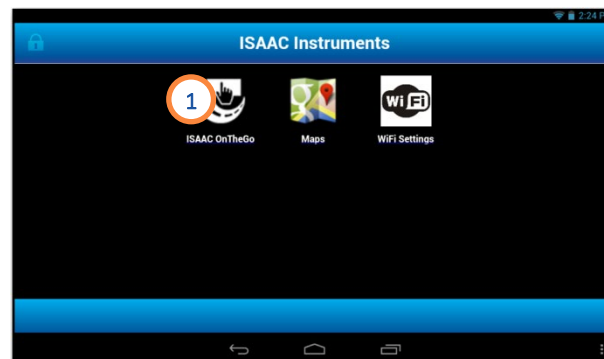 2:24 P
ISAAC Instruments
1
Wi Fi
ISAAC OnTheGo
Maps
WiFi Settings